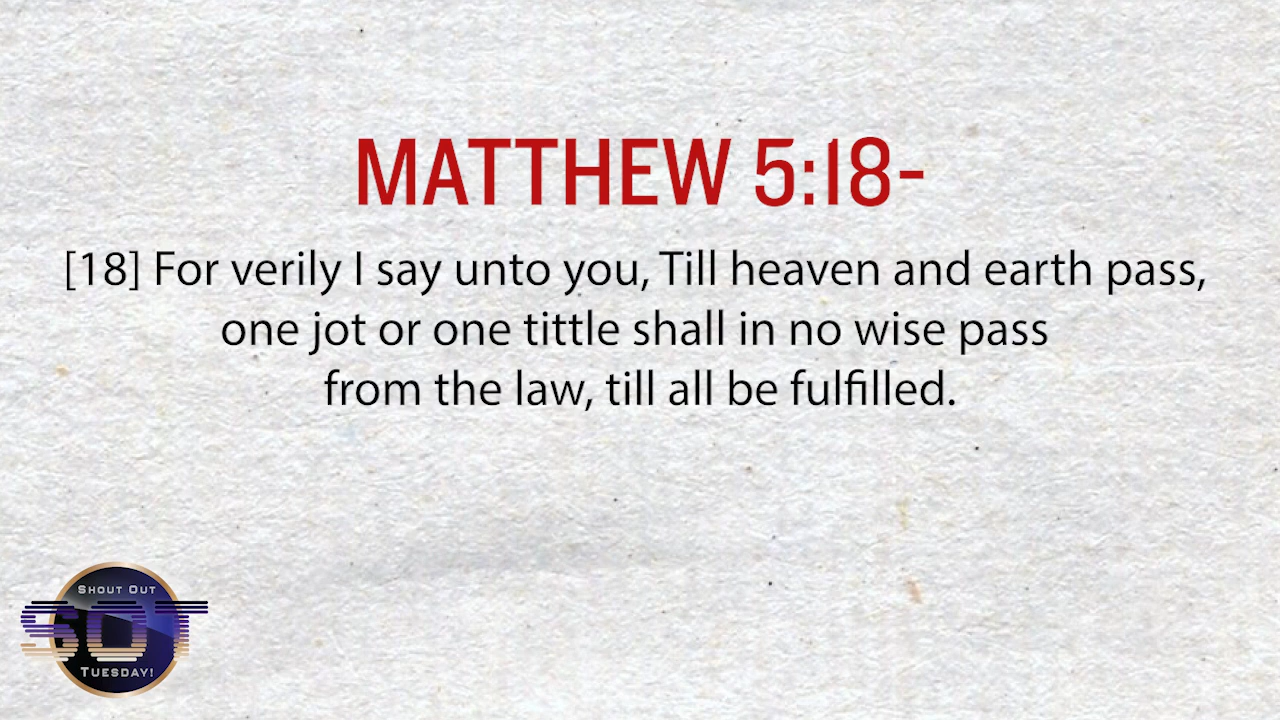 MATTHEW 5:18-
[18] For verily I say unto you, Till heaven and earth pass,
one jot or one tittle shall in no wise pass
from the law, till all be fulfilled.
SHOUT OUT
SOT
TUESDAY!